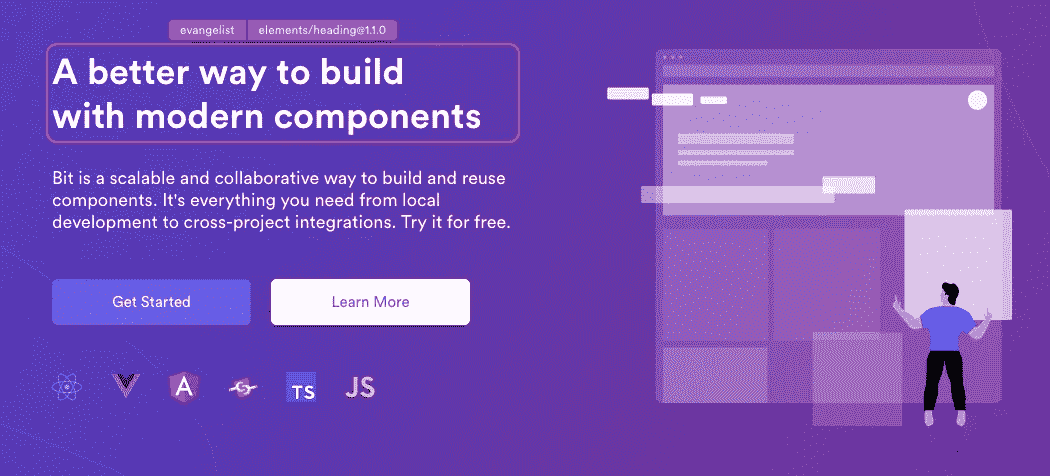 evangelist elements/heading@1.1.0
A better way to build
with modern components
Bit is a scalable and collaborative way to build and reuse
components. It's everything you need from local
development to cross-project integrations. Try it for free.
Get Started Learn More
A TS JS